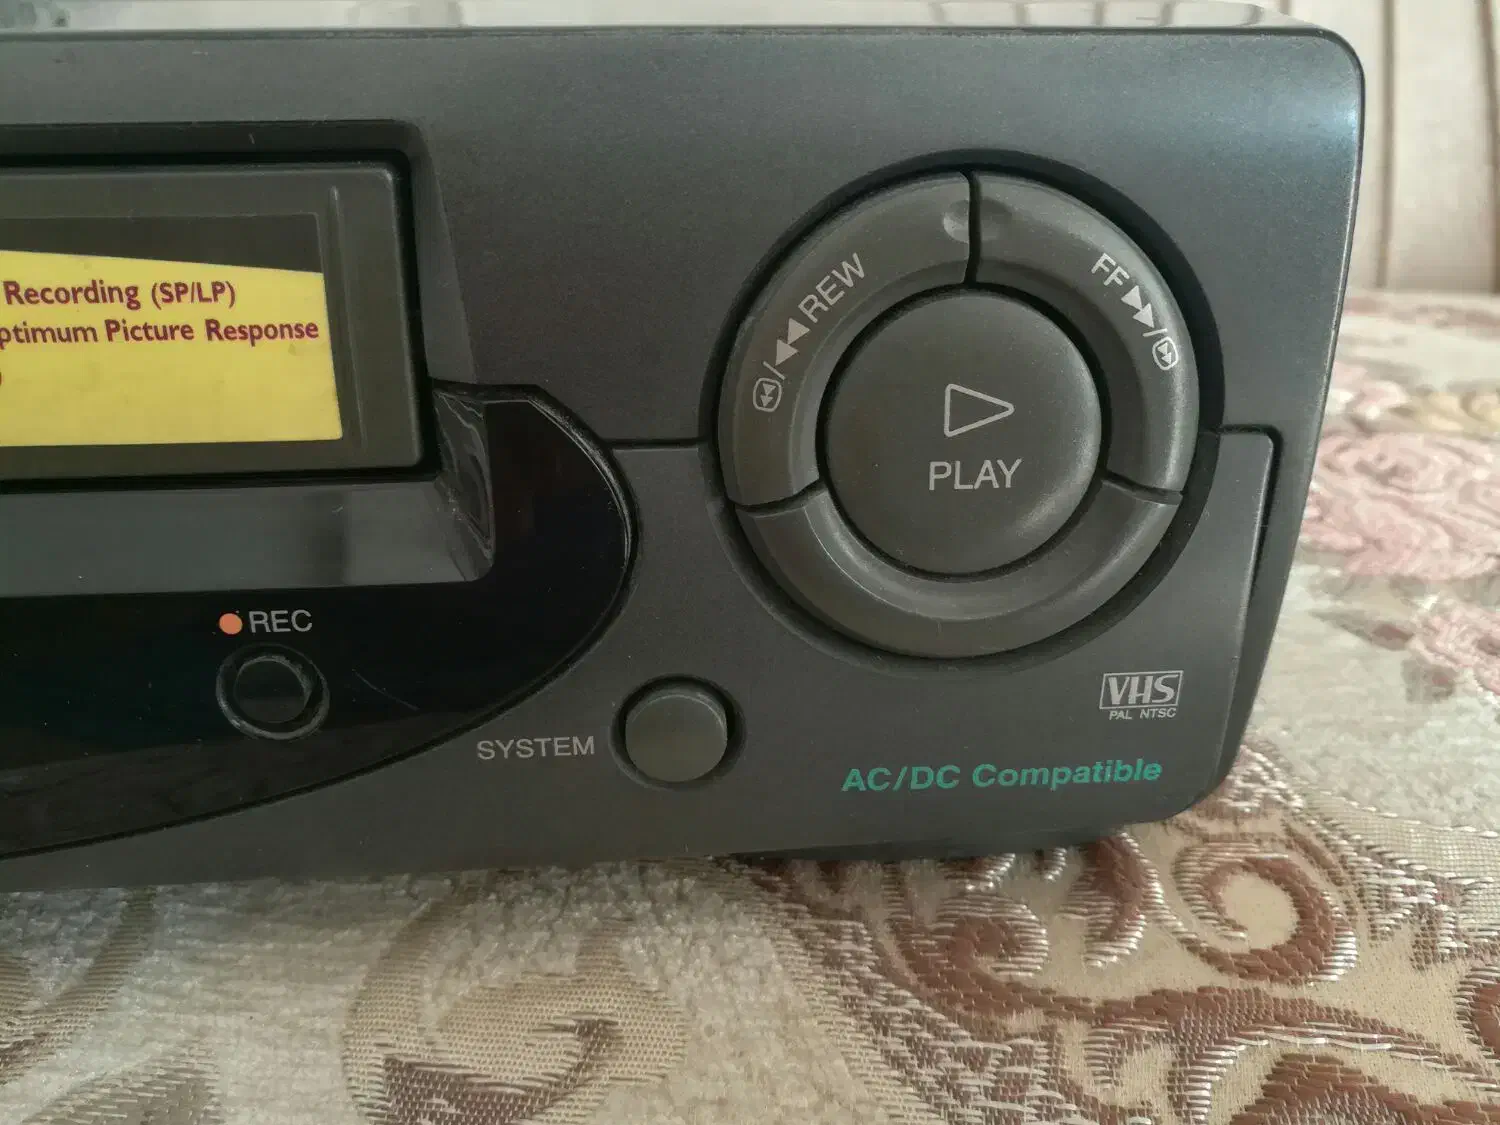 Recording (SP/LP)
ptimum Picture Response
)
REW
FF
PLAY
REC
SYSTEM
VHS
PAL NTSC
AC/DC Compatible